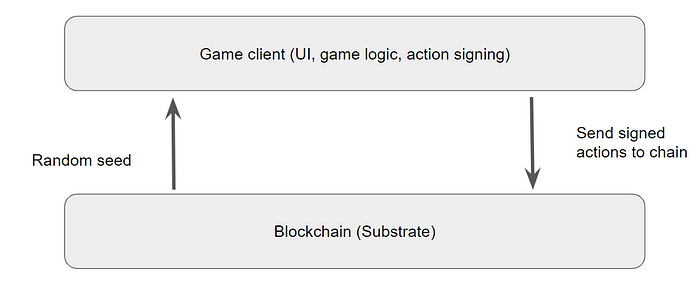 Game client (UI, game logic, action signing)
Random seed
Send signed
actions to chain
Blockchain (Substrate)